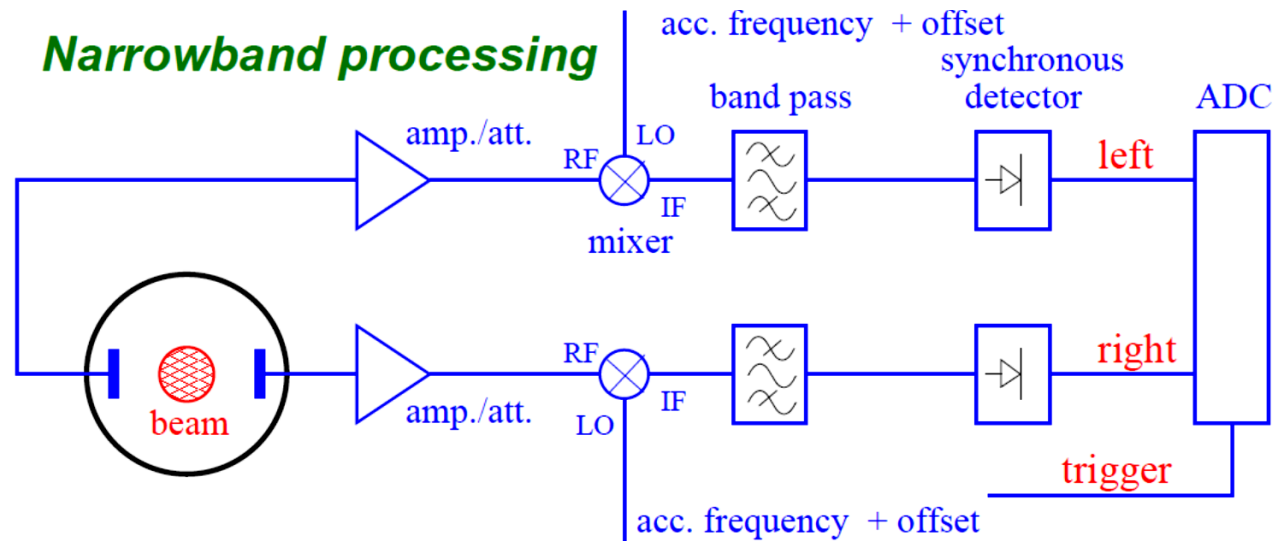 Narrowband processing
acc. frequency + offset
synchronous
detector
band pass
ADC
amp./att.
RF
LO
IF
mixer
left
beam
amp./att.
RF
LO
IF
right
trigger
acc. frequency + offset